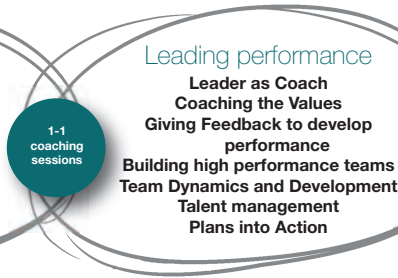 Leading performance
Leader as Coach
Coaching the Values
Giving Feedback to develop
performance
Building high performance teams
Team Dynamics and Development
Talent management
Plans into Action
1-1
coaching
sessions